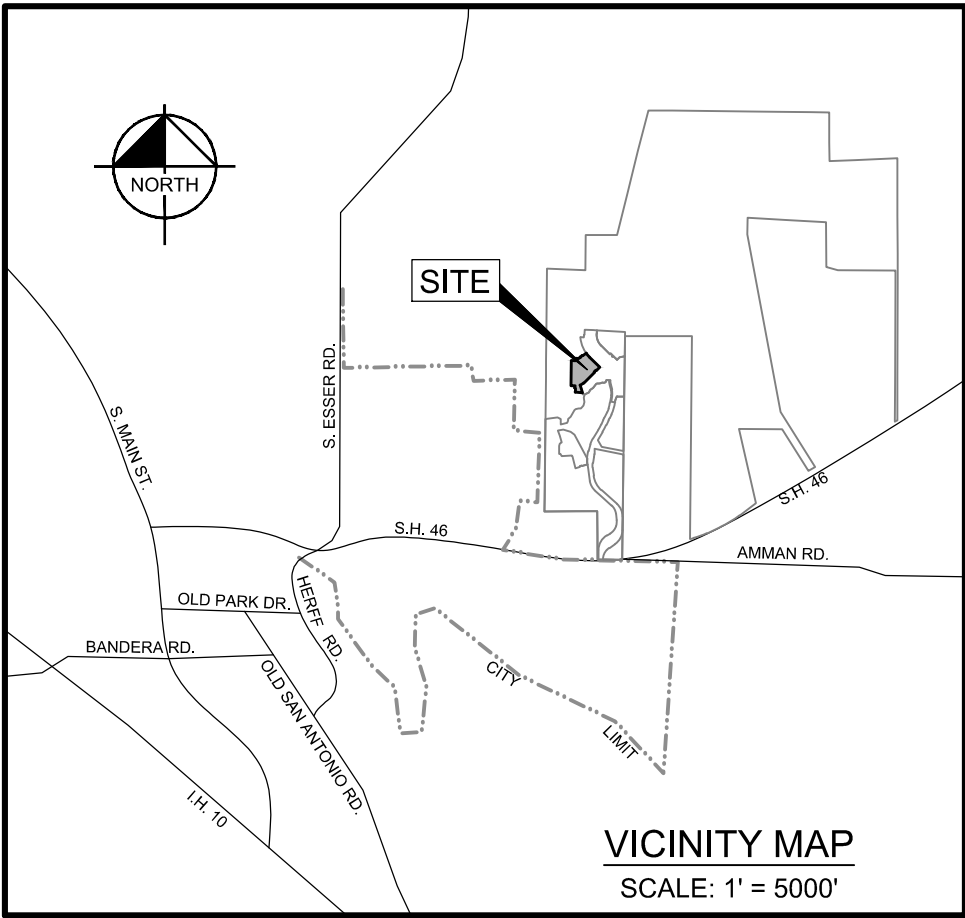 NORTH
SITE
S. ESSER RD.
S. MAIN ST.
S.H. 46
S.H. 46
AMMAN RD.
OLD PARK DR.
HERFF RD.
BANDERA RD.
OLD SAN ANTONIO RD.
CITY
LIMIT
I.H. 10
VICINITY MAP
SCALE: 1' = 5000'